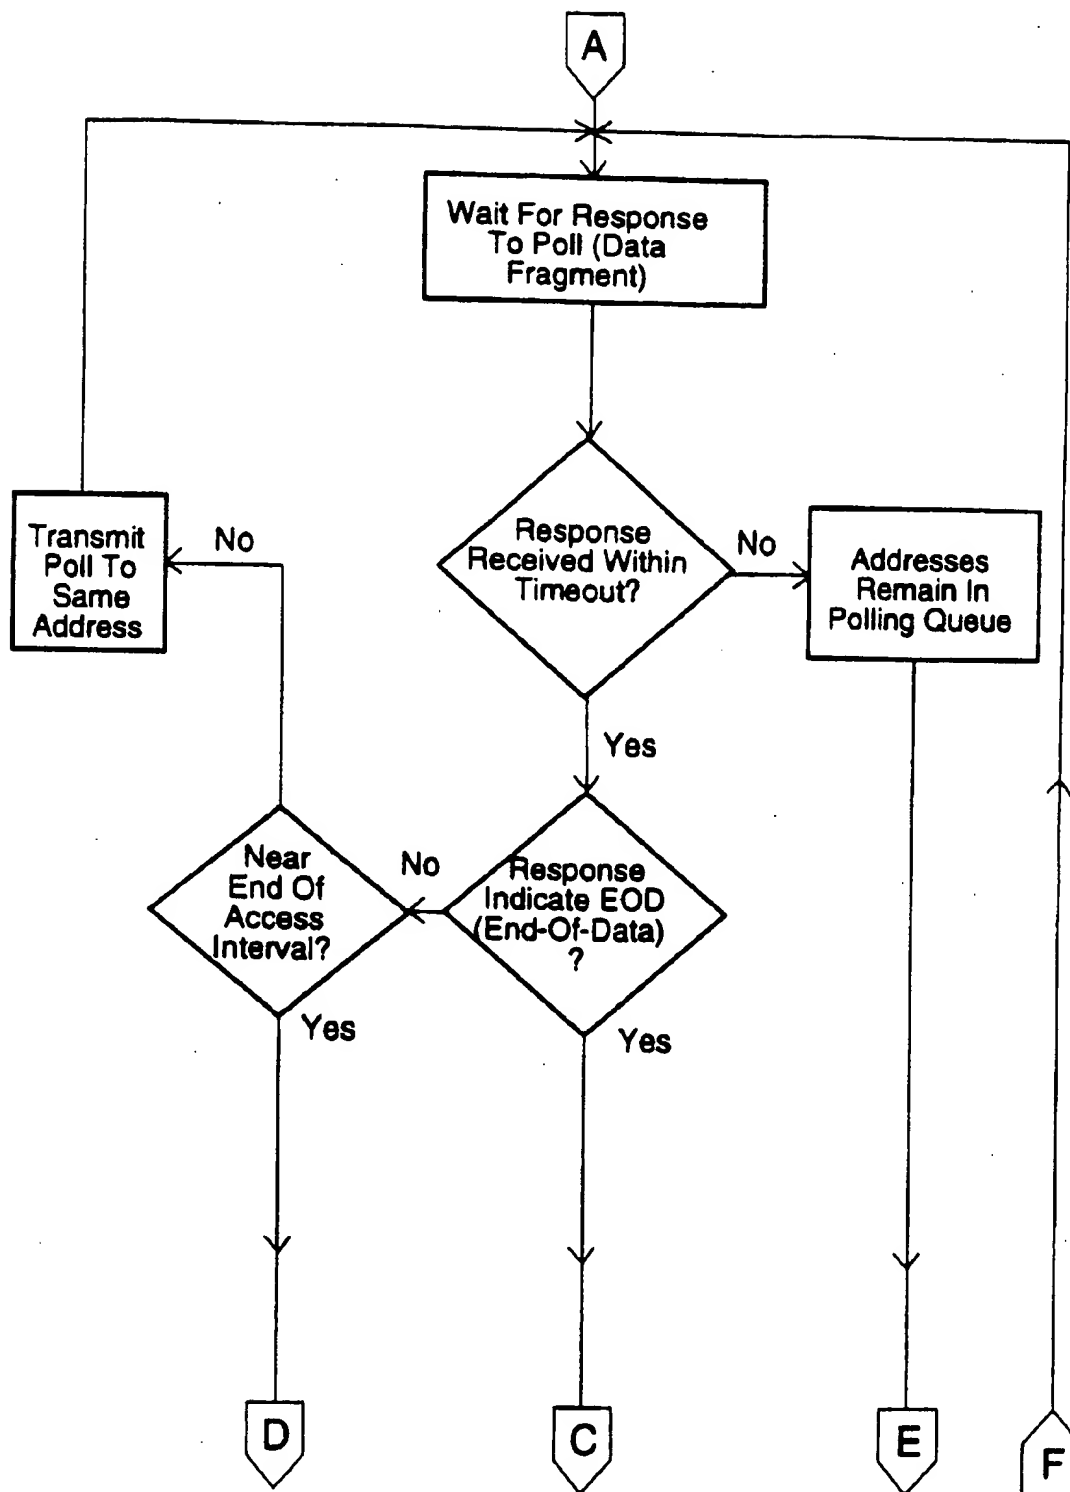 A
Wait For Response
To Poll (Data
Fragment)
Response
Received Within
Timeout?
No
Addresses
Remain In
Polling Queue
No
Transmit
Poll To
Same
Address
Yes
Near
End Of
Access
Interval?
No
Response
Indicate EOD
(End-Of-Data)
?
Yes
Yes
D
C
E
F